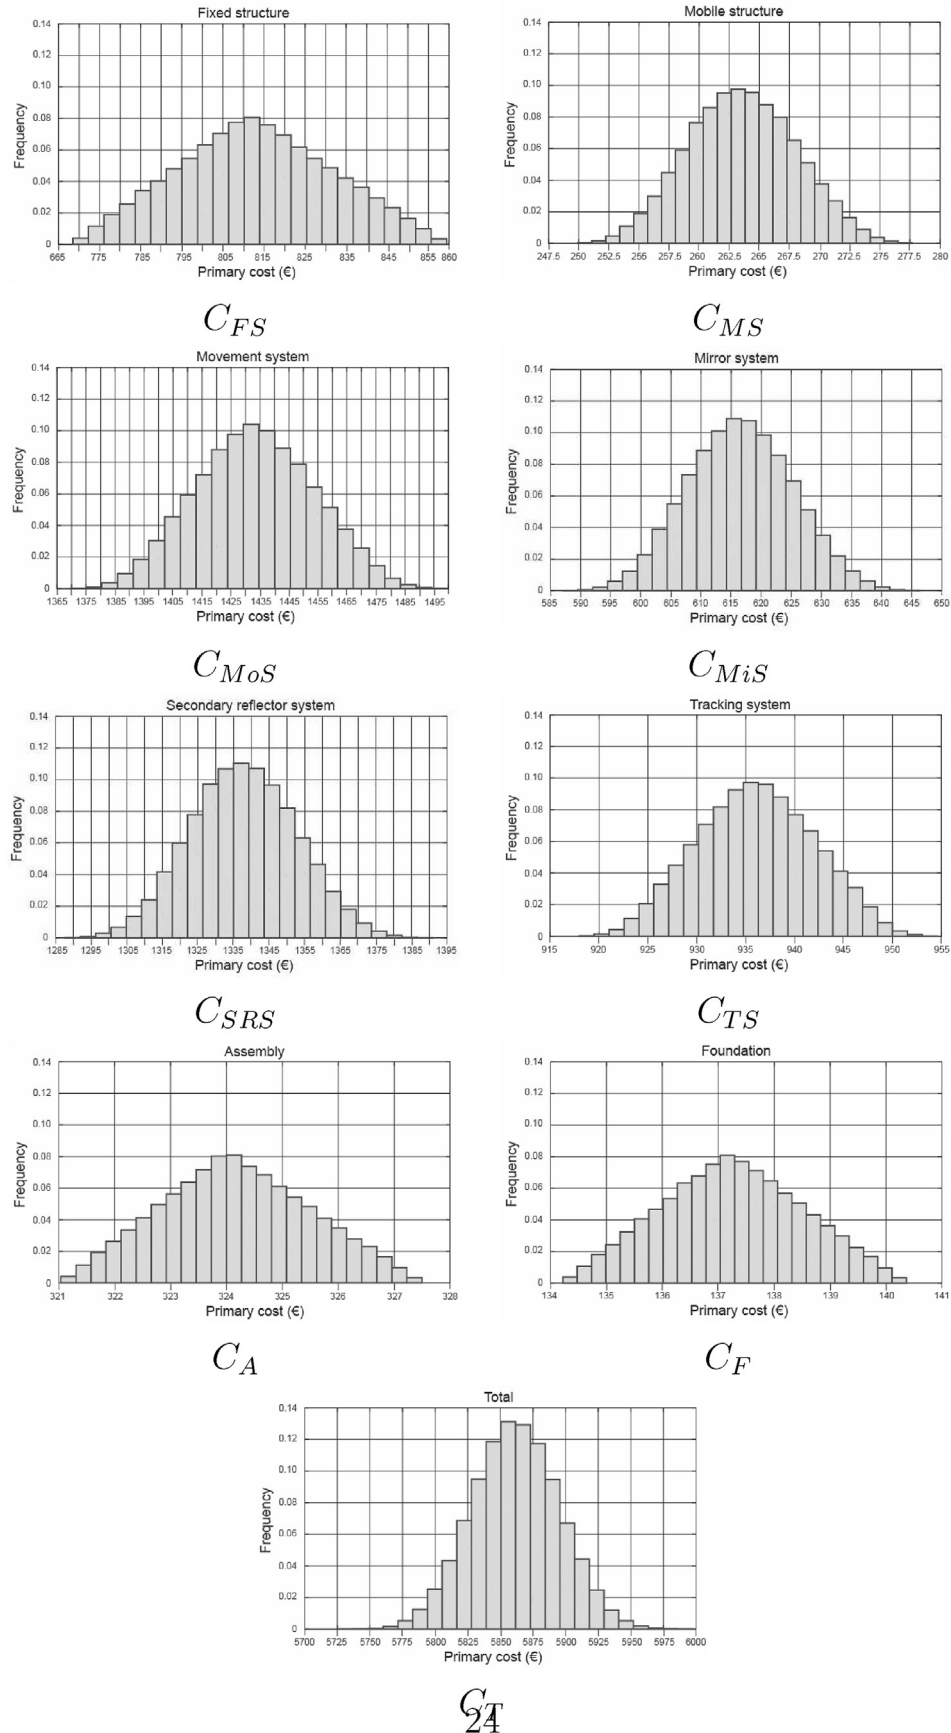 Fixed structure
0.14
0.12
0.10
0.08
0.06
0.04
0.02
0
Frequency
665 775 785 795 805 815 825 835 845 855 860
Primary cost (€)
C_{FS}
Mobile structure
0.14
0.12
0.10
0.08
0.06
0.04
0.02
0
Frequency
247.5 250 252.5 255 257.5 260 262.5 265 267.5 270 272.5 275 277.5 280
Primary cost (€)
C_{MS}
Movement system
0.14
0.12
0.10
0.08
0.06
0.04
0.02
0
Frequency
1365 1375 1385 1395 1405 1415 1425 1435 1445 1455 1465 1475 1485 1495
Primary cost (€)
C_{MoS}
Mirror system
0.14
0.12
0.10
0.08
0.06
0.04
0.02
0
Frequency
585 590 595 600 605 610 615 620 625 630 635 640 645 650
Primary cost (€)
C_{MiS}
Secondary reflector system
0.14
0.12
0.10
0.08
0.06
0.04
0.02
0
Frequency
1285 1295 1305 1315 1325 1335 1345 1355 1365 1375 1385 1395
Primary cost (€)
C_{SRS}
Tracking system
0.14
0.12
0.10
0.08
0.06
0.04
0.02
0
Frequency
915 920 925 930 935 940 945 950 955
Primary cost (€)
C_{TS}
Assembly
0.14
0.12
0.10
0.08
0.06
0.04
0.02
0
Frequency
321 322 323 324 325 326 327 328
Primary cost (€)
C_A
Foundation
0.14
0.12
0.10
0.08
0.06
0.04
0.02
0
Frequency
134 135 136 137 138 139 140 141
Primary cost (€)
C_F
Total
0.14
0.12
0.10
0.08
0.06
0.04
0.02
0
Frequency
5700 5725 5750 5775 5800 5825 5850 5875 5900 5925 5950 5975 6000
Primary cost (€)
C_T
24